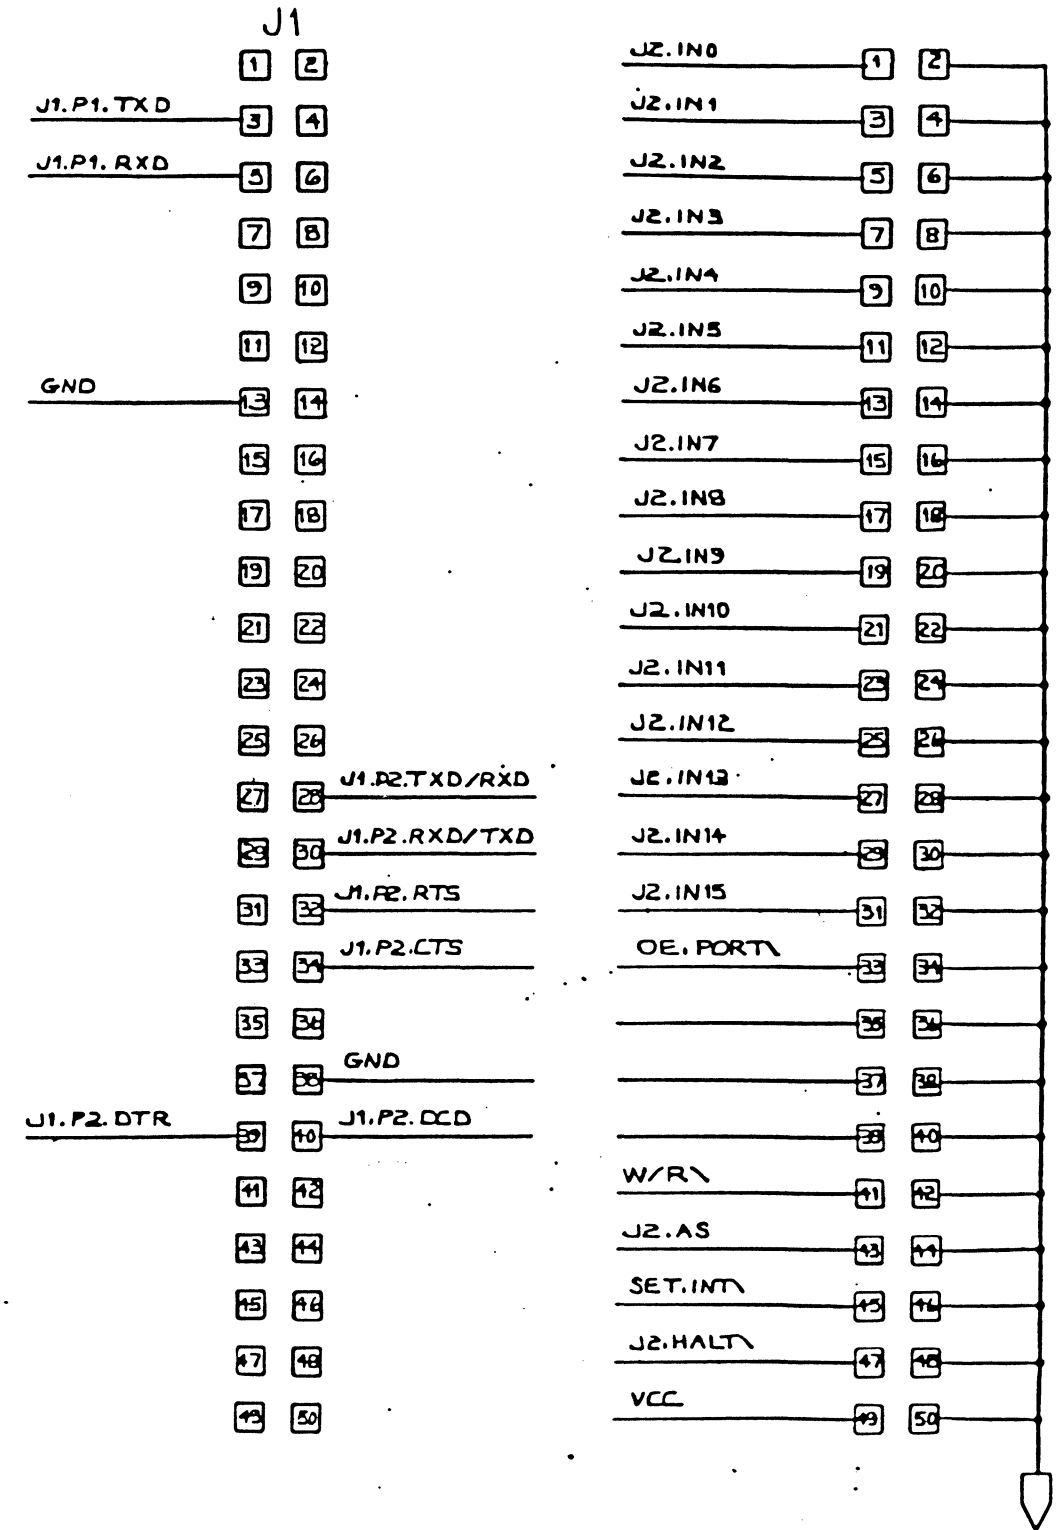 J1
1 2 J2.IN0 1 2
J1.P1.TXD 3 4 J2.IN1 3 4
J1.P1.RXD 5 6 J2.IN2 5 6
7 8 J2.IN3 7 8
9 10 J2.IN4 9 10
11 12 J2.IN5 11 12
GND 13 14 J2.IN6 13 14
15 16 J2.IN7 15 16
17 18 J2.IN8 17 18
19 20 J2.IN9 19 20
21 22 J2.IN10 21 22
23 24 J2.IN11 23 24
25 26 J2.IN12 25 26
27 28 J1.P2.TXD/RXD J2.IN13 27 28
29 30 J1.P2.RXD/TXD J2.IN14 29 30
31 32 J1.P2.RTS J2.IN15 31 32
33 34 J1.P2.CTS OE.PORT\ 33 34
35 36 35 36
37 38 GND 37 38
J1.P2.DTR 39 40 J1.P2.DCD 39 40
41 42 W/R\ 41 42
43 44 J2.AS 43 44
45 46 SET.INT\ 45 46
47 48 J2.HALT\ 47 48
49 50 VCC 49 50